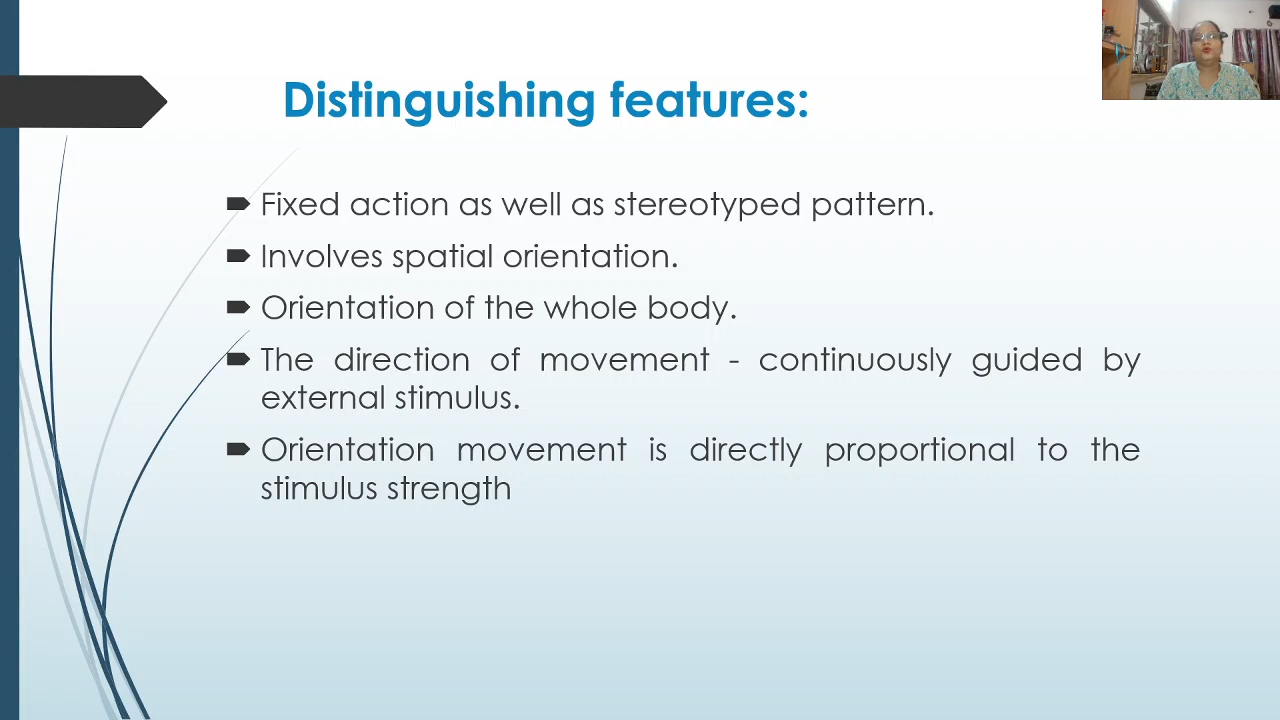 Distinguishing features:
Fixed action as well as stereotyped pattern.
Involves spatial orientation.
Orientation of the whole body.
The direction of movement - continuously guided by
external stimulus.
Orientation movement is directly proportional to the
stimulus strength